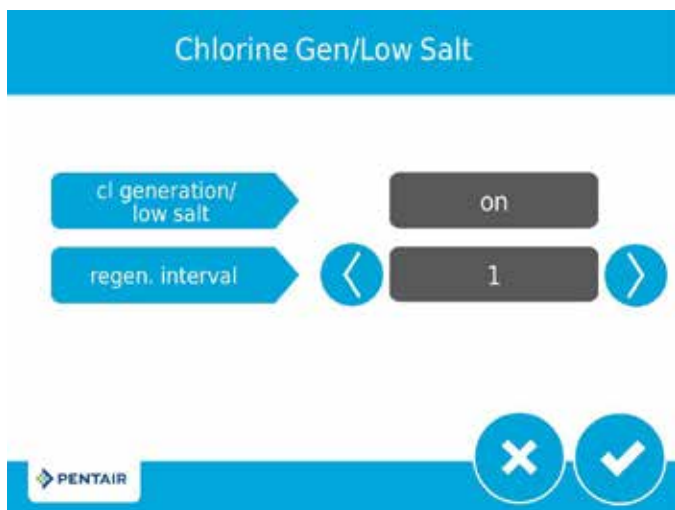 Chlorine Gen/Low Salt
cl generation/
low salt
on
regen. interval
1
PENTAIR